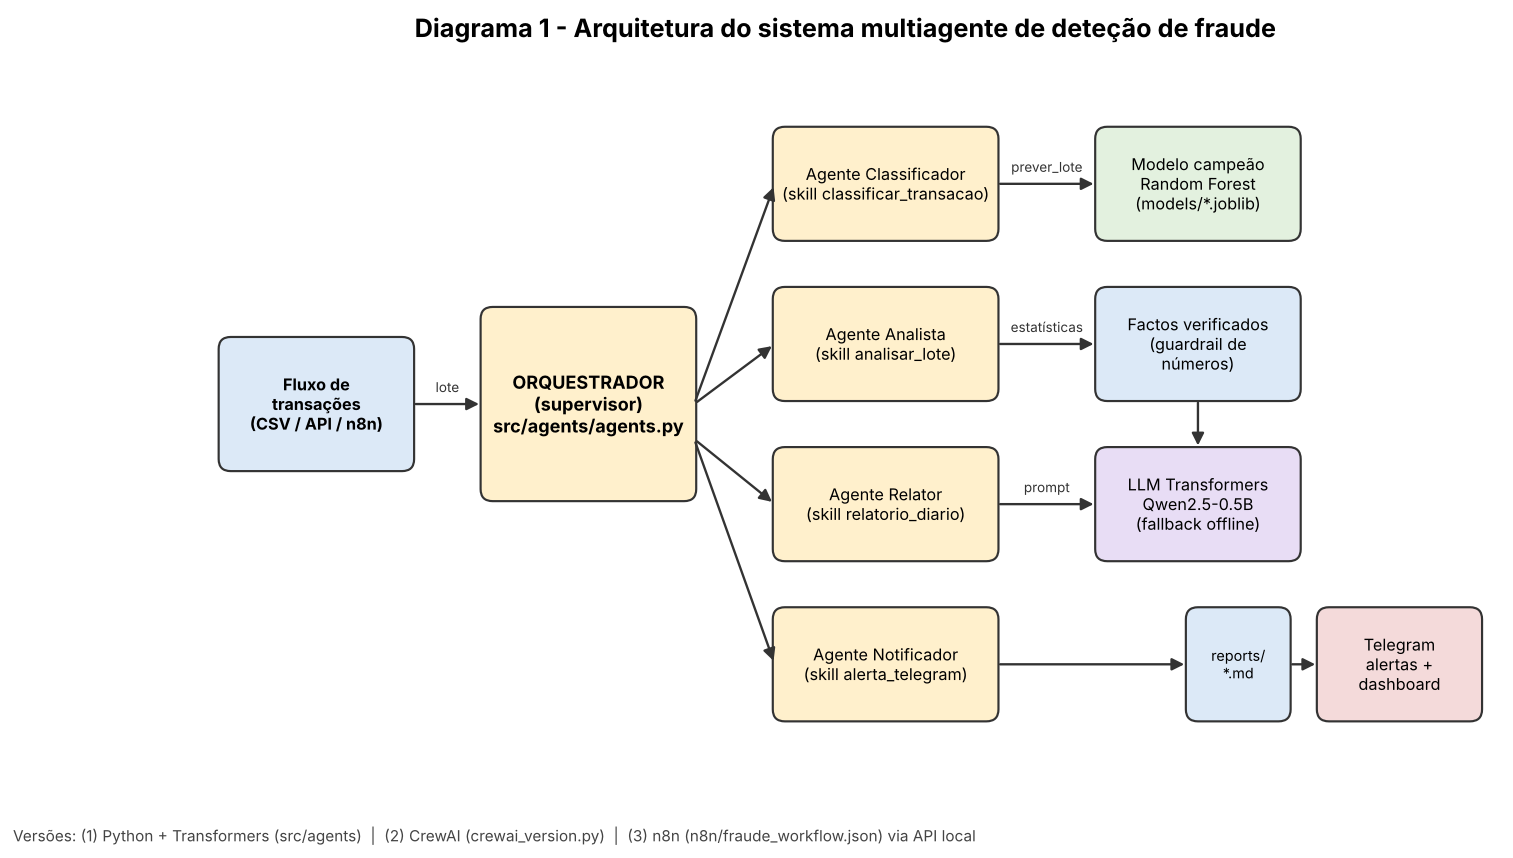 Diagrama 1 - Arquitetura do sistema multiagente de deteção de fraude
Fluxo de
transações
(CSV / API / n8n)
lote
ORQUESTRADOR
(supervisor)
src/agents/agents.py
Agente Classificador
(skill classificar_transacao)
prever_lote
Modelo campeão
Random Forest
(models/*.joblib)
Agente Analista
(skill analisar_lote)
estatísticas
Factos verificados
(guardrail de
números)
Agente Relator
(skill relatorio_diario)
prompt
LLM Transformers
Qwen2.5-0.5B
(fallback offline)
Agente Notificador
(skill alerta_telegram)
reports/
*.md
Telegram
alertas +
dashboard
Versões: (1) Python + Transformers (src/agents) | (2) CrewAI (crewai_version.py) | (3) n8n (n8n/fraude_workflow.json) via API local